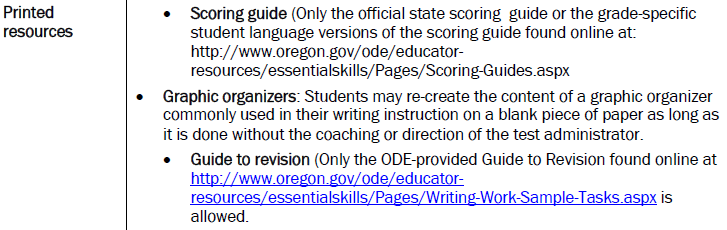 Printed
resources
• Scoring guide (Only the official state scoring guide or the grade-specific
student language versions of the scoring guide found online at:
http://www.oregon.gov/ode/educator-
resources/essentialskills/Pages/Scoring-Guides.aspx
• Graphic organizers: Students may re-create the content of a graphic organizer
commonly used in their writing instruction on a blank piece of paper as long as
it is done without the coaching or direction of the test administrator.
• Guide to revision (Only the ODE-provided Guide to Revision found online at
http://www.oregon.gov/ode/educator-
resources/essentialskills/Pages/Writing-Work-Sample-Tasks.aspx is
allowed.